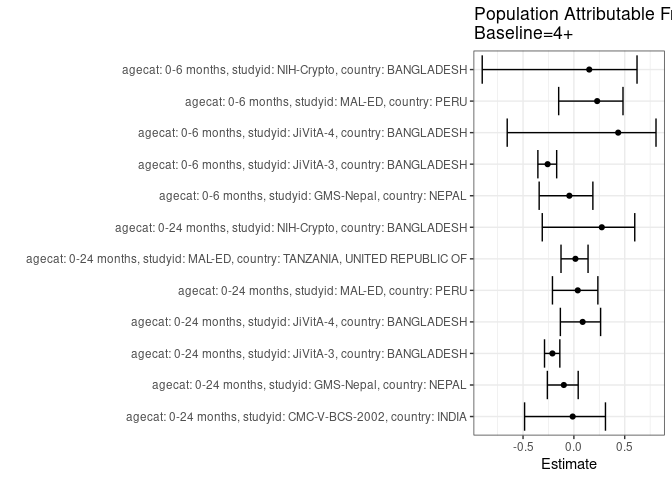 Population Attributable Fr
Baseline=4+
agecat: 0-6 months, studyid: NIH-Crypto, country: BANGLADESH
agecat: 0-6 months, studyid: MAL-ED, country: PERU
agecat: 0-6 months, studyid: JiVitA-4, country: BANGLADESH
agecat: 0-6 months, studyid: JiVitA-3, country: BANGLADESH
agecat: 0-6 months, studyid: GMS-Nepal, country: NEPAL
agecat: 0-24 months, studyid: NIH-Crypto, country: BANGLADESH
agecat: 0-24 months, studyid: MAL-ED, country: TANZANIA, UNITED REPUBLIC OF
agecat: 0-24 months, studyid: MAL-ED, country: PERU
agecat: 0-24 months, studyid: JiVitA-4, country: BANGLADESH
agecat: 0-24 months, studyid: JiVitA-3, country: BANGLADESH
agecat: 0-24 months, studyid: GMS-Nepal, country: NEPAL
agecat: 0-24 months, studyid: CMC-V-BCS-2002, country: INDIA
-0.5 0.0 0.5
Estimate